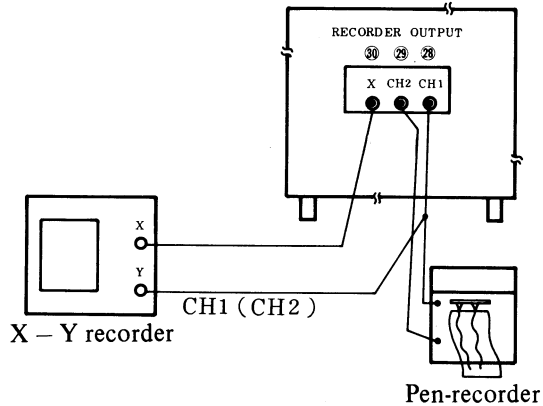 RECORDER OUTPUT
㉚ ㉙ ㉘
X CH2 CH1
X
Y
CH1 (CH2)
X – Y recorder
Pen-recorder